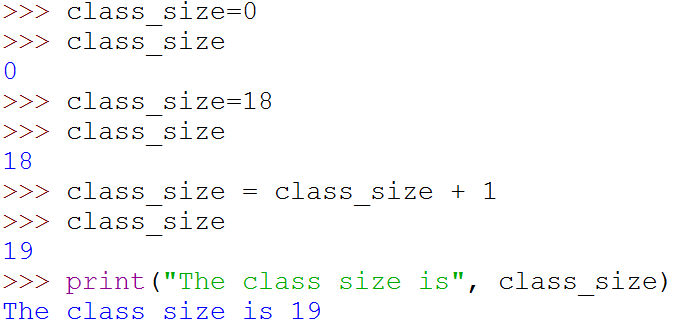 >>> class_size=0
>>> class_size
0
>>> class_size=18
>>> class_size
18
>>> class_size = class_size + 1
>>> class_size
19
>>> print("The class size is", class_size)
The class size is 19